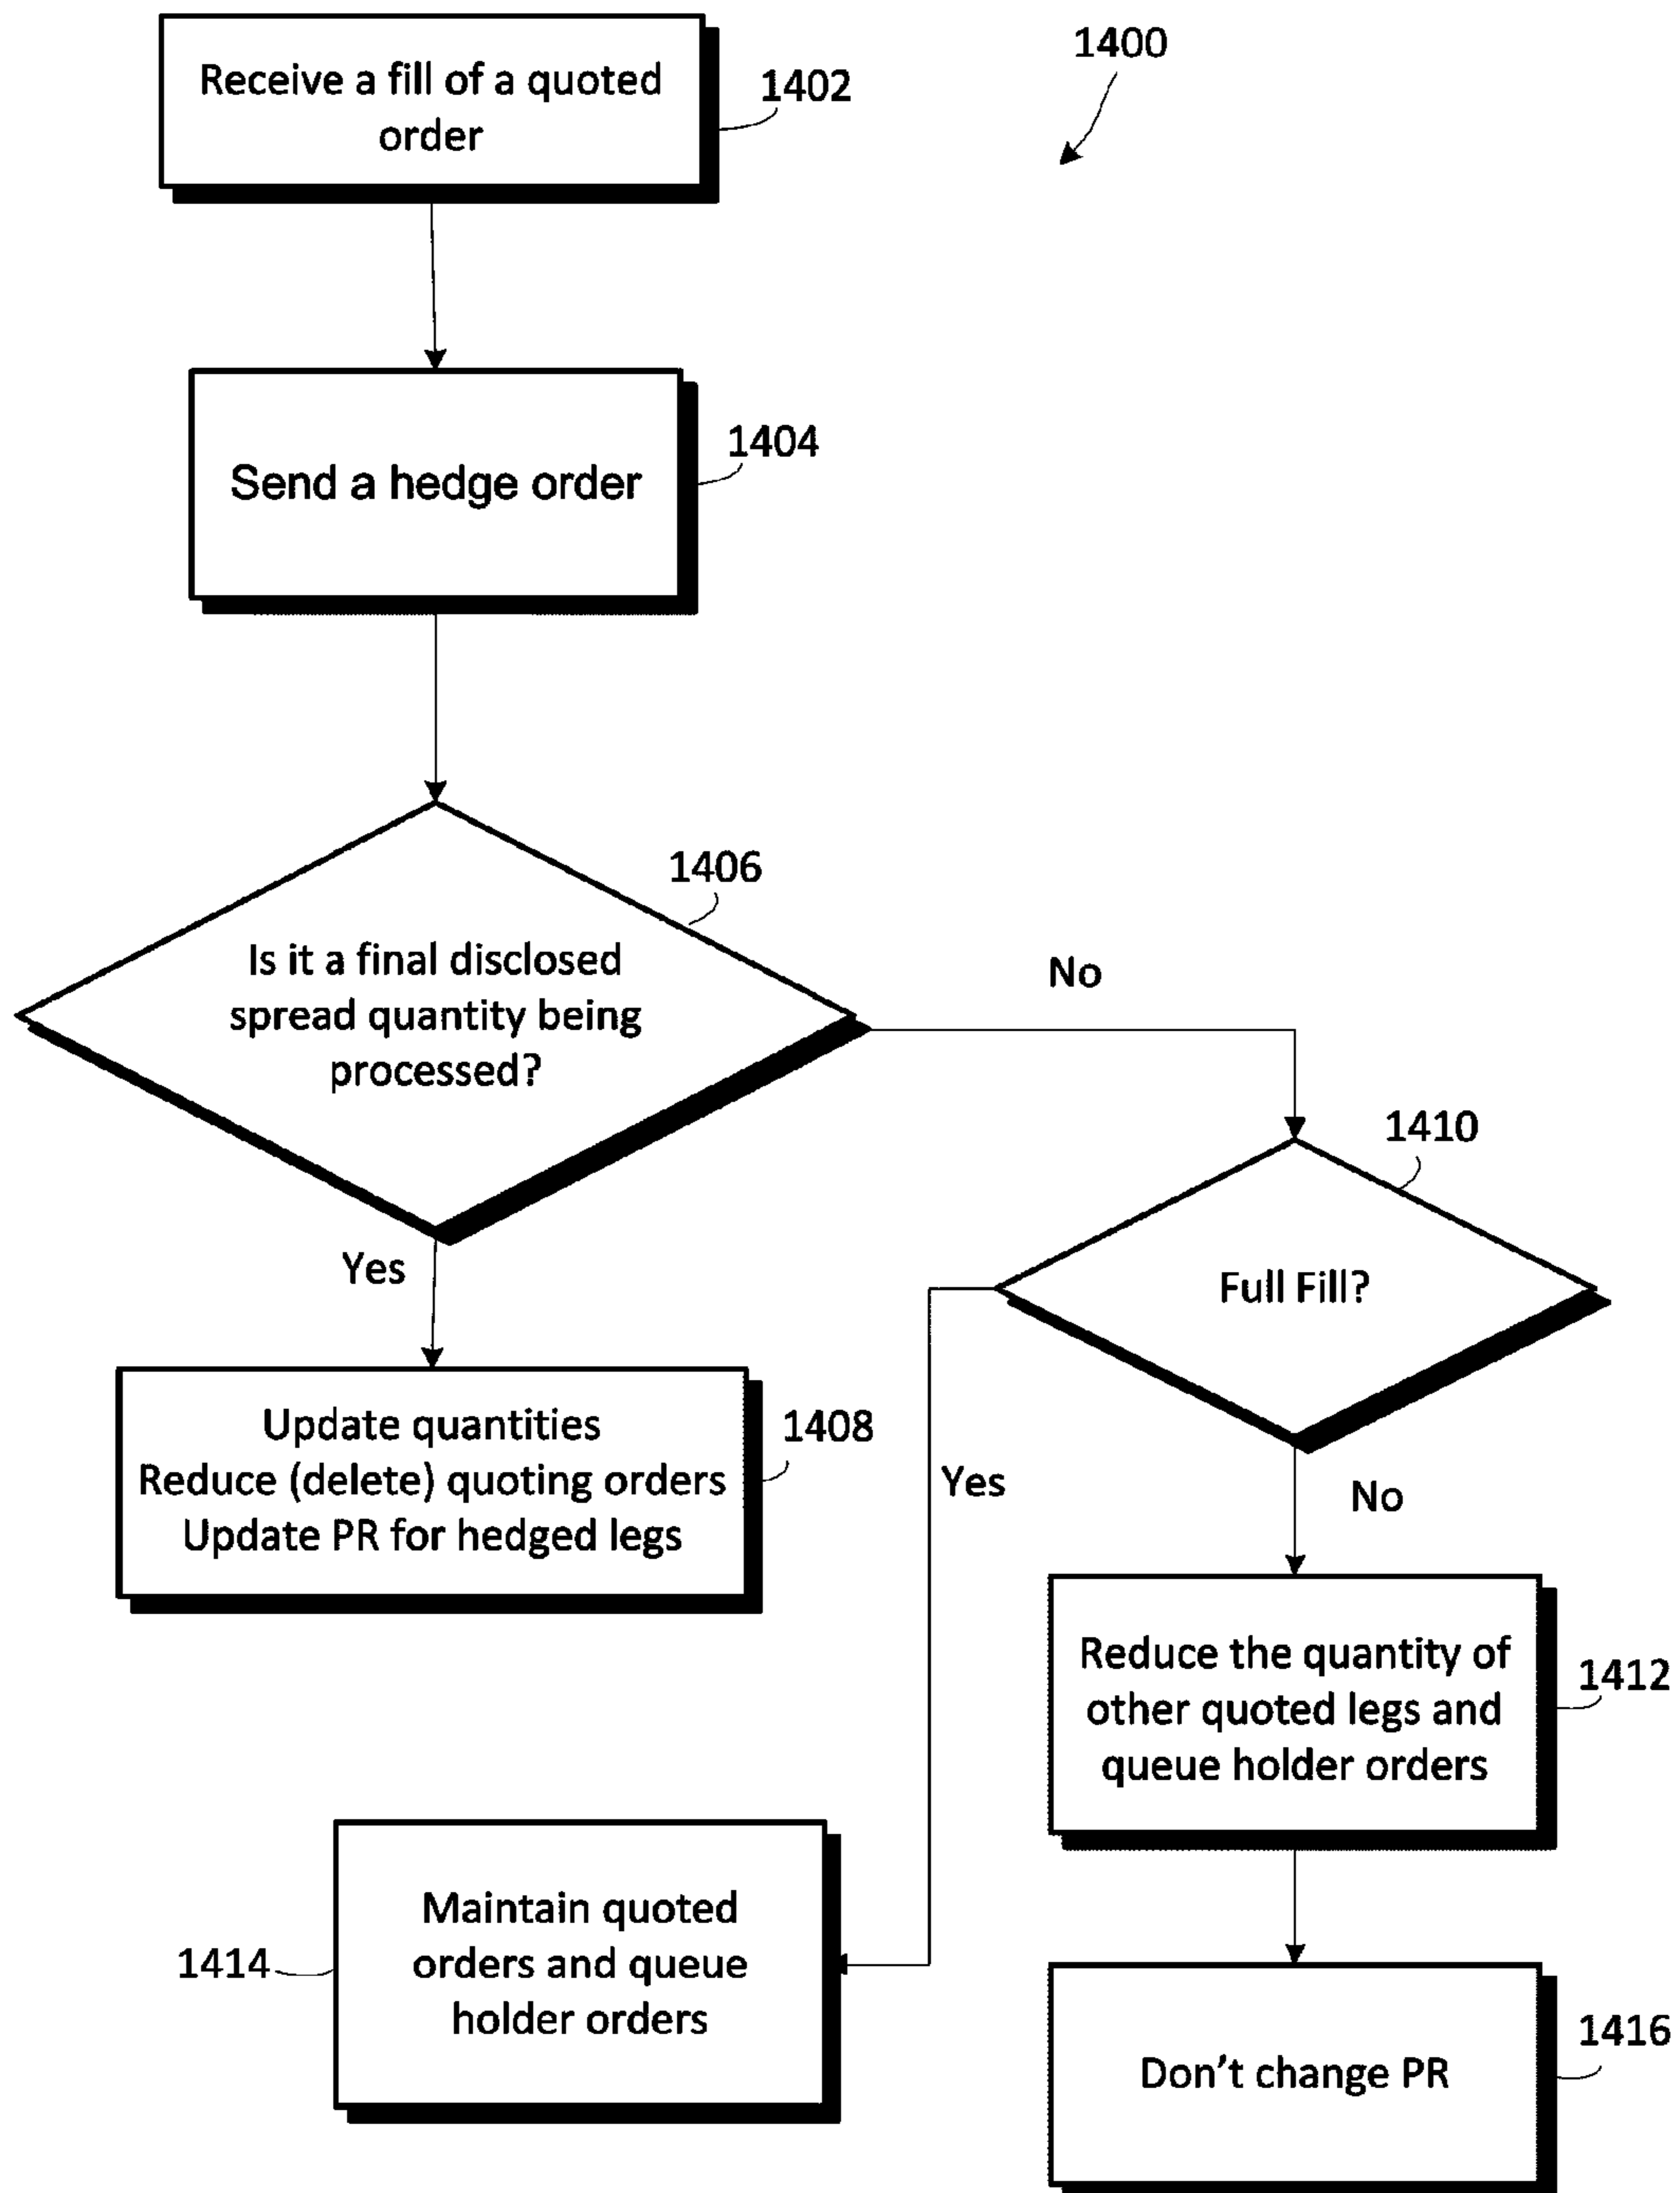 1400
Receive a fill of a quoted
order
1402
Send a hedge order
1404
1406
Is it a final disclosed
spread quantity being
processed?
No
Yes
1410
Full Fill?
Update quantities
Reduce (delete) quoting orders
Update PR for hedged legs
1408
Yes
No
Reduce the quantity of
other quoted legs and
queue holder orders
1412
Maintain quoted
orders and queue
holder orders
1414
Don't change PR
1416